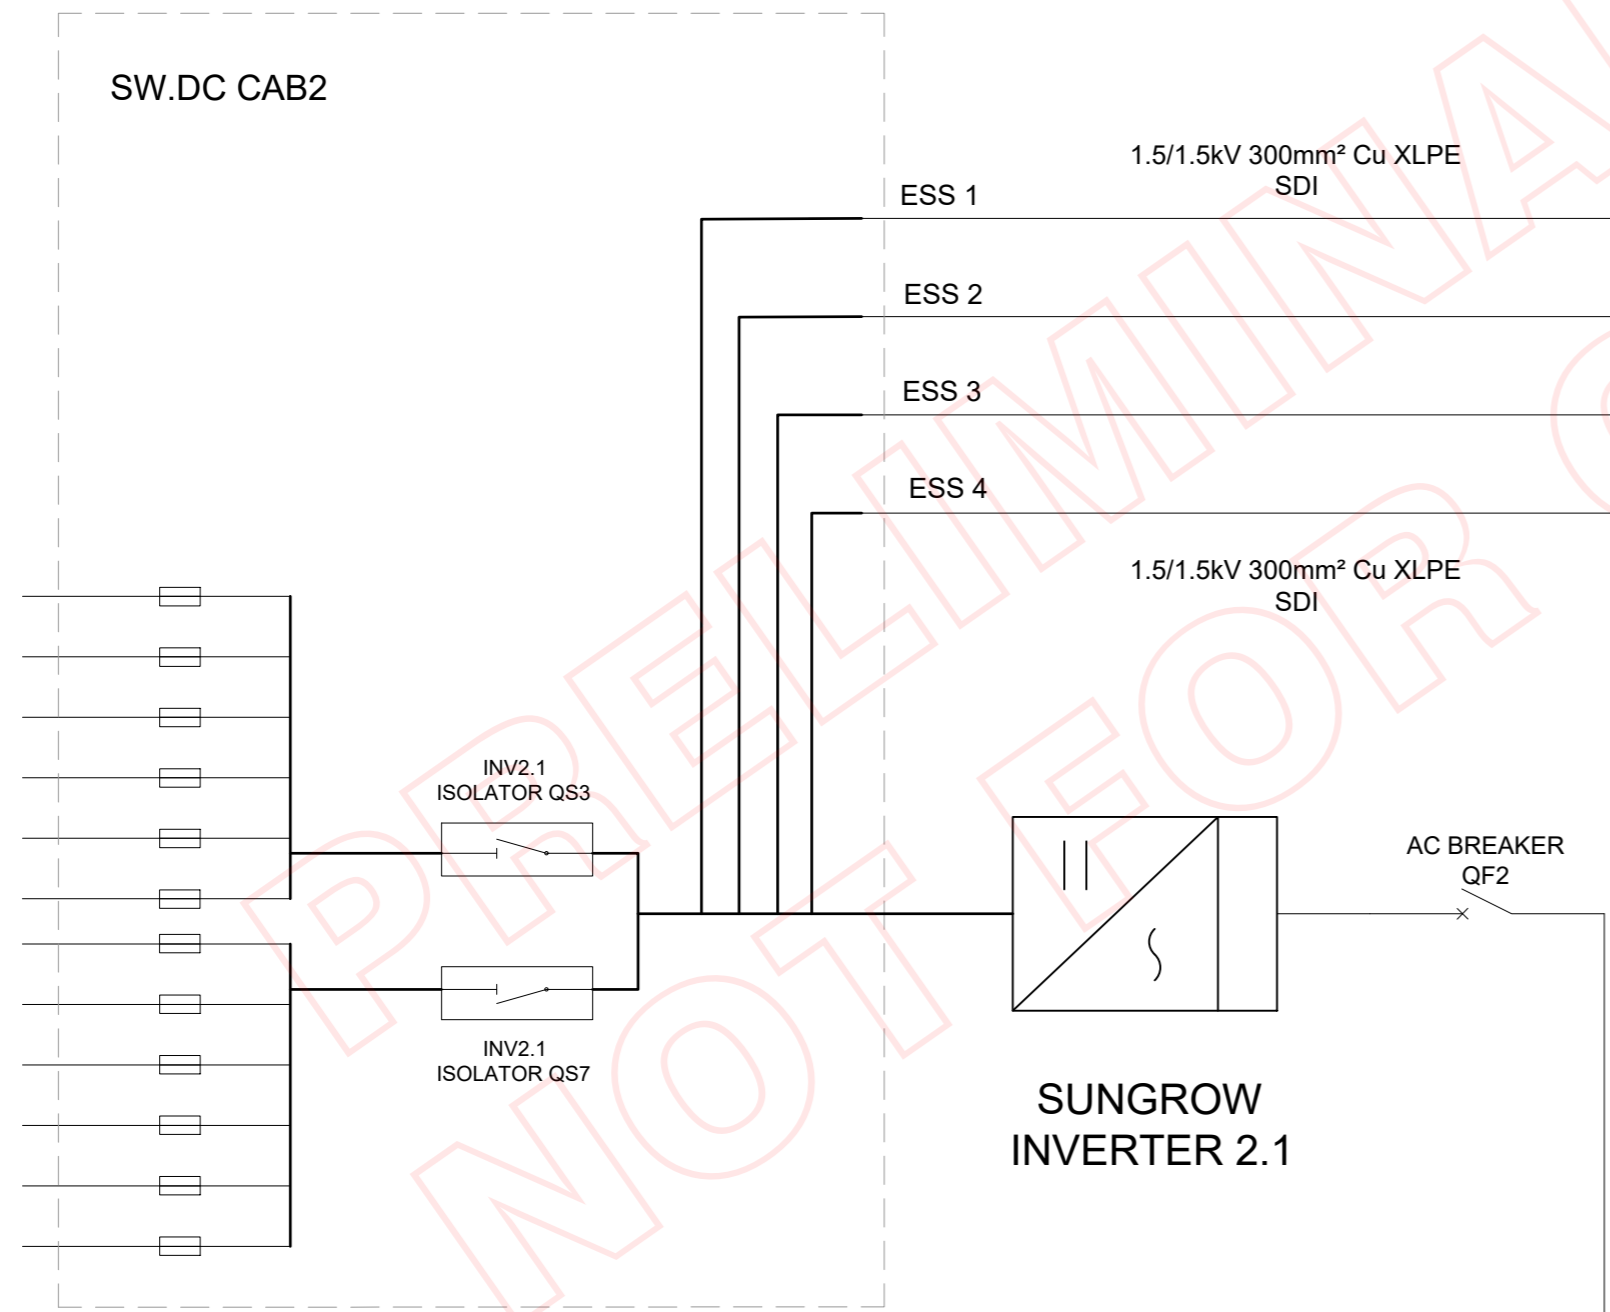 SW.DC CAB2
1.5/1.5kV 300mm² Cu XLPE
SDI
ESS 1
ESS 2
ESS 3
ESS 4
1.5/1.5kV 300mm² Cu XLPE
SDI
INV2.1
ISOLATOR QS3
AC BREAKER
QF2
INV2.1
ISOLATOR QS7
SUNGROW
INVERTER 2.1
PRELIMINA
NOT FOR